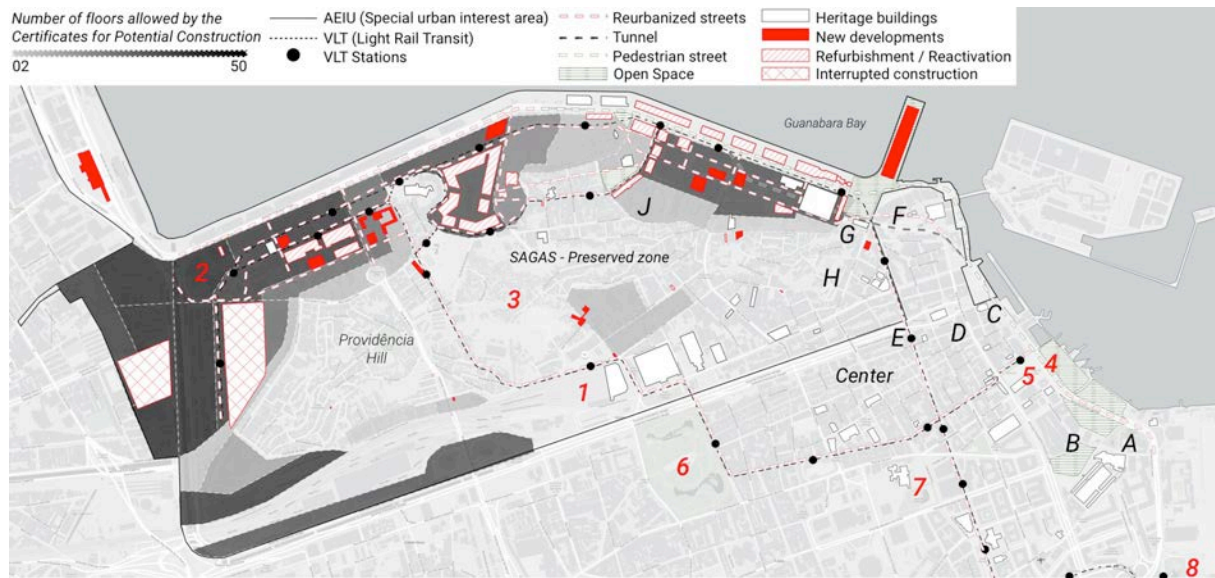 Number of floors allowed by the
Certificates for Potential Construction
02 50
AEIU (Special urban interest area)
VLT (Light Rail Transit)
VLT Stations
Reurbanized streets
Tunnel
Pedestrian street
Open Space
Heritage buildings
New developments
Refurbishment / Reactivation
Interrupted construction
Guanabara Bay
J
F
G
2
SAGAS - Preserved zone
H
3
C
D
E
Providência
Hill
Center
1
5
4
B
A
6
7
8